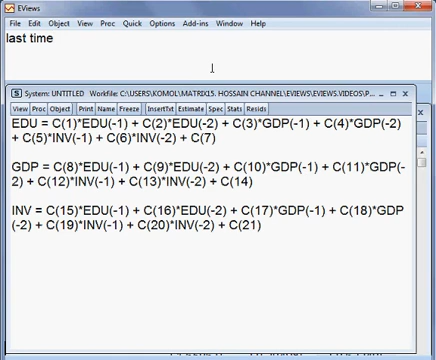 EViews
File Edit Object View Proc Quick Options Add-ins Window Help
last time
System: UNTITLED Workfile: C:\USERS\KOMOL\MATRIX15. HOSSAIN CHANNEL\EVIEWS\EVIEWS.VIDEOS\P...
View Proc Object Print Name Freeze InsertTxt Estimate Spec Stats Resids
EDU = C(1)*EDU(-1) + C(2)*EDU(-2) + C(3)*GDP(-1) + C(4)*GDP(-2)
+ C(5)*INV(-1) + C(6)*INV(-2) + C(7)
GDP = C(8)*EDU(-1) + C(9)*EDU(-2) + C(10)*GDP(-1) + C(11)*GDP(-
2) + C(12)*INV(-1) + C(13)*INV(-2) + C(14)
INV = C(15)*EDU(-1) + C(16)*EDU(-2) + C(17)*GDP(-1) + C(18)*GDP
(-2) + C(19)*INV(-1) + C(20)*INV(-2) + C(21)